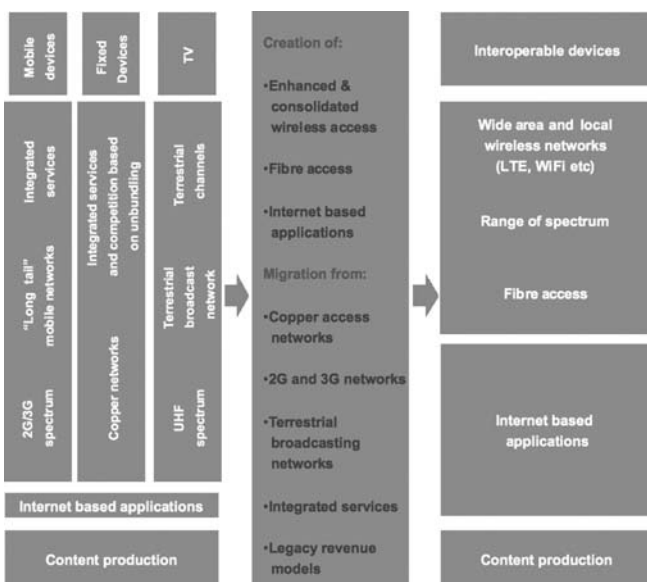 Mobile
devices
Fixed
Devices
TV
Integrated
services
"Long tail"
mobile networks
2G/3G
spectrum
Integrated services
and competition based
on unbundling
Copper networks
Terrestrial
channels
Terrestrial
broadcast
network
UHF
spectrum
Internet based applications
Content production
Creation of:
•Enhanced &
consolidated
wireless access
•Fibre access
•Internet based
applications
Migration from:
•Copper access
networks
•2G and 3G networks
•Terrestrial
broadcasting
networks
•Integrated services
•Legacy revenue
models
Interoperable devices
Wide area and local
wireless networks
(LTE, WiFi etc)
Range of spectrum
Fibre access
Internet based
applications
Content production